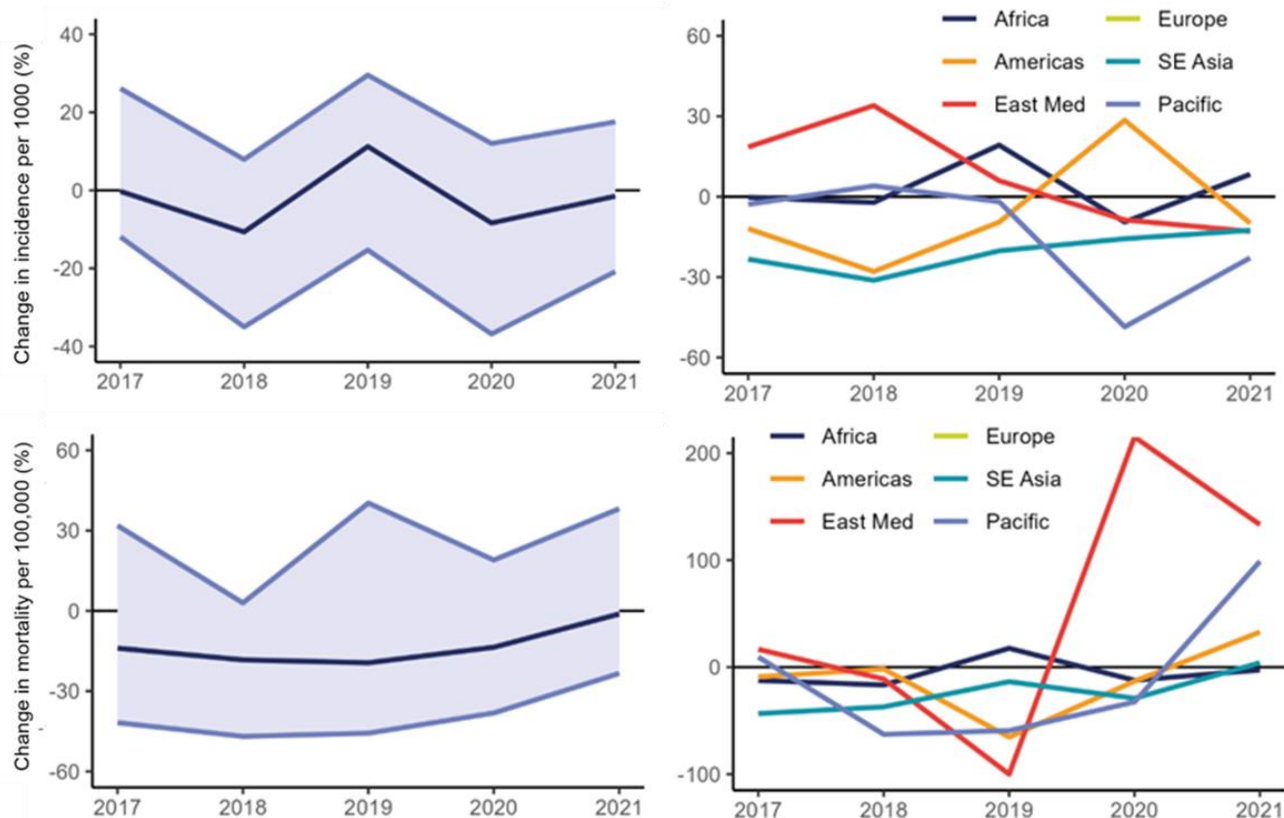 Change in incidence per 1000 (%)
40
20
0
-20
-40
2017 2018 2019 2020 2021
60
30
0
-30
-60
2017 2018 2019 2020 2021
Africa Europe
Americas SE Asia
East Med Pacific
Change in mortality per 100,000 (%)
60
30
0
-30
-60
2017 2018 2019 2020 2021
200
100
0
-100
2017 2018 2019 2020 2021
Africa Europe
Americas SE Asia
East Med Pacific